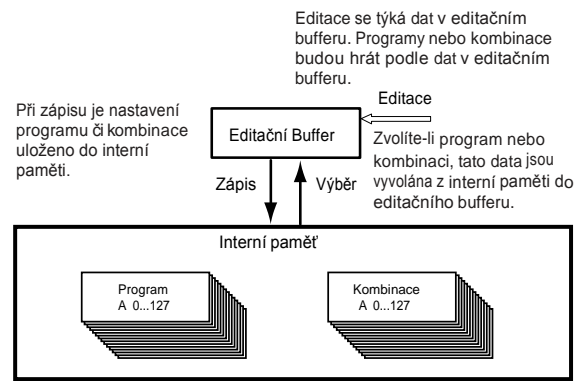 Editace se týká dat v editačním
bufferu. Programy nebo kombinace
budou hrát podle dat v editačním
bufferu.
Editace
Při zápisu je nastavení
programu či kombinace
uloženo do interní
paměti.
Editační Buffer
Zvolíte-li program nebo
kombinaci, tato data jsou
vyvolána z interní paměti do
editačního bufferu.
Zápis
Výběr
Interní paměť
Program
A 0...127
Kombinace
A 0...127